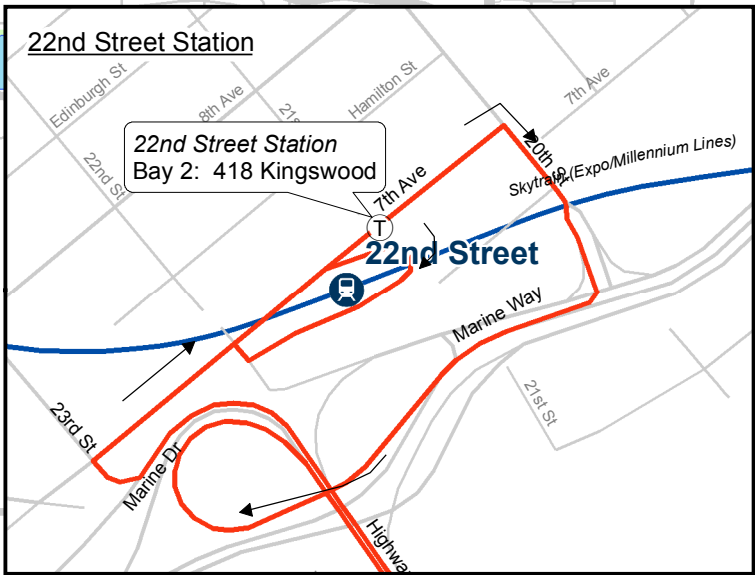 22nd Street Station
Edinburgh St
8th Ave
Hamilton St
7th Ave
22nd St
22nd Street Station
Bay 2: 418 Kingswood
7th Ave
20th St
Skytrain (Expo/Millennium Lines)
T
22nd Street
Marine Way
21st St
23rd St
Marine Dr